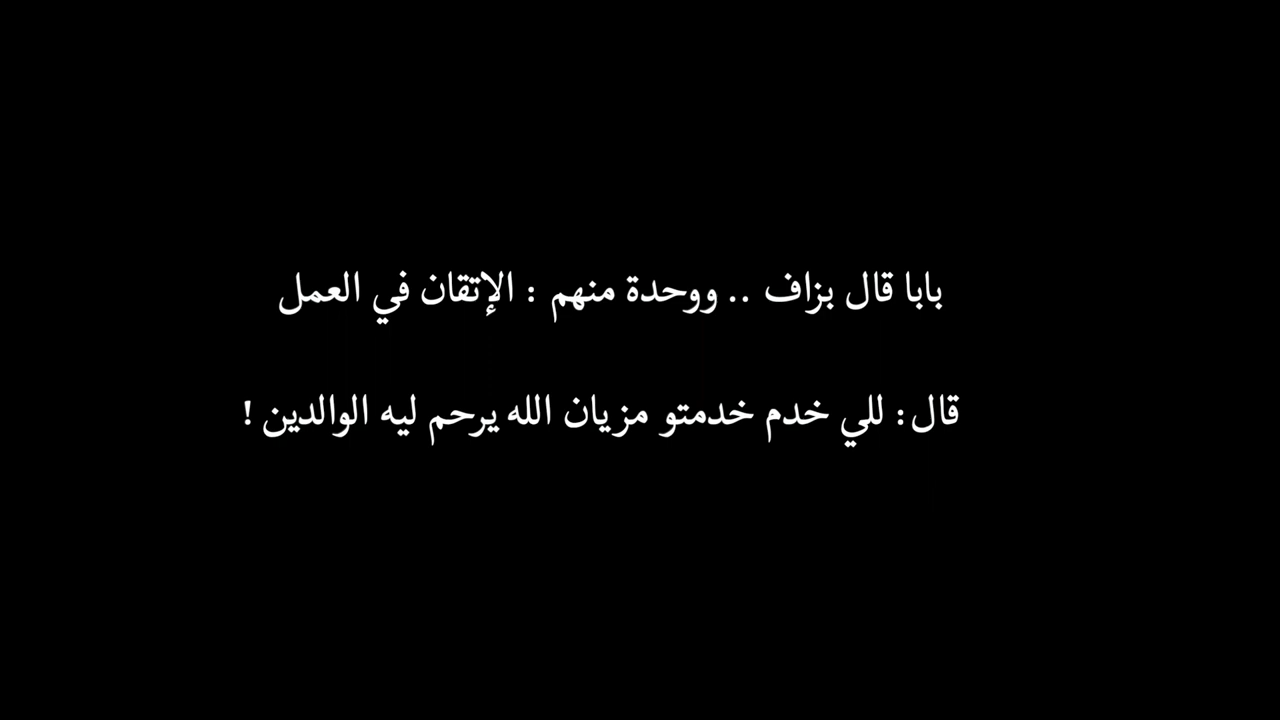 بابا قال بزاف .. ووحدة منهم : الإتقان في العمل
قال: للي خدم خدمتو مزيان الله يرحم ليه الوالدين !